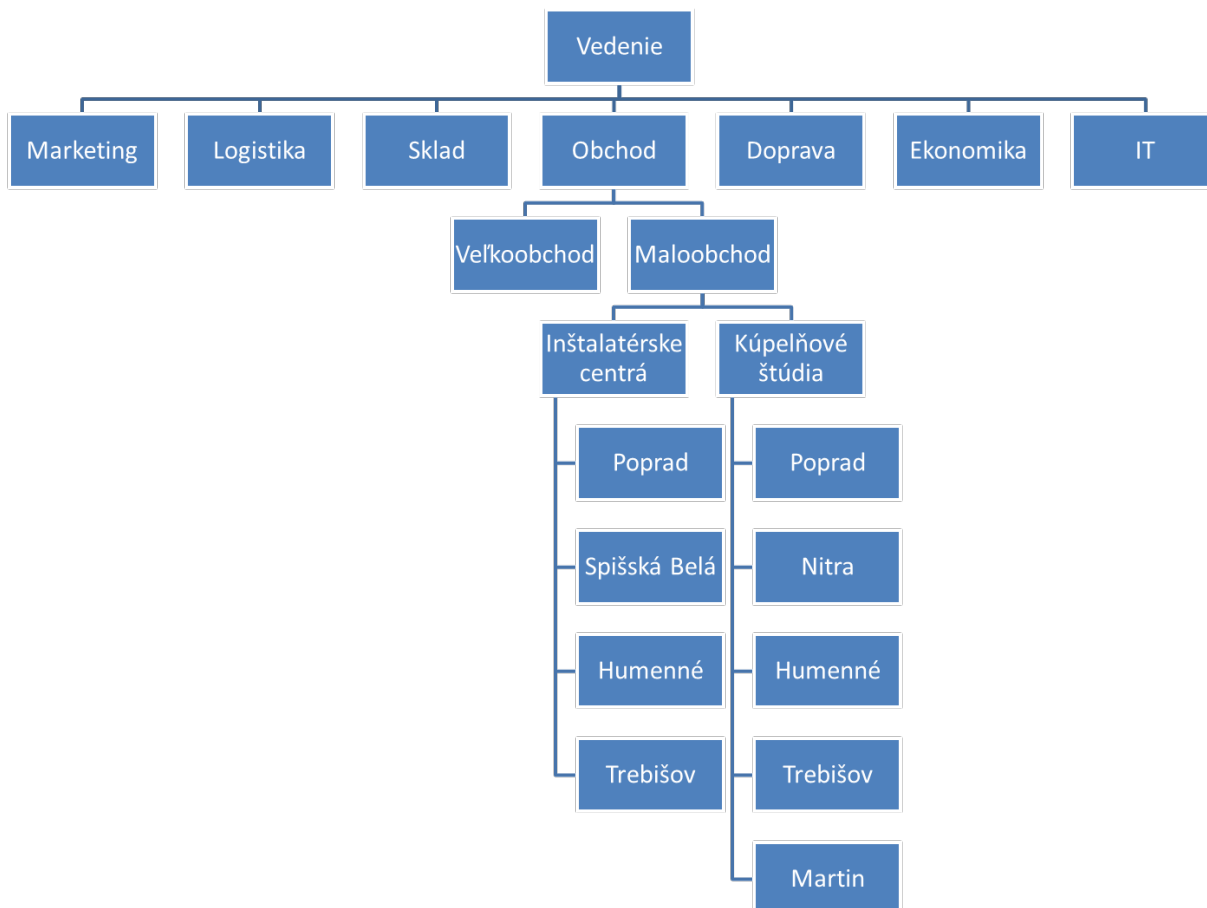 Vedenie
Marketing
Logistika
Sklad
Obchod
Doprava
Ekonomika
IT
Veľkoobchod
Maloobchod
Inštalatérske
centrá
Kúpelňové
štúdia
Poprad
Poprad
Spišská Belá
Nitra
Humenné
Humenné
Trebišov
Trebišov
Martin